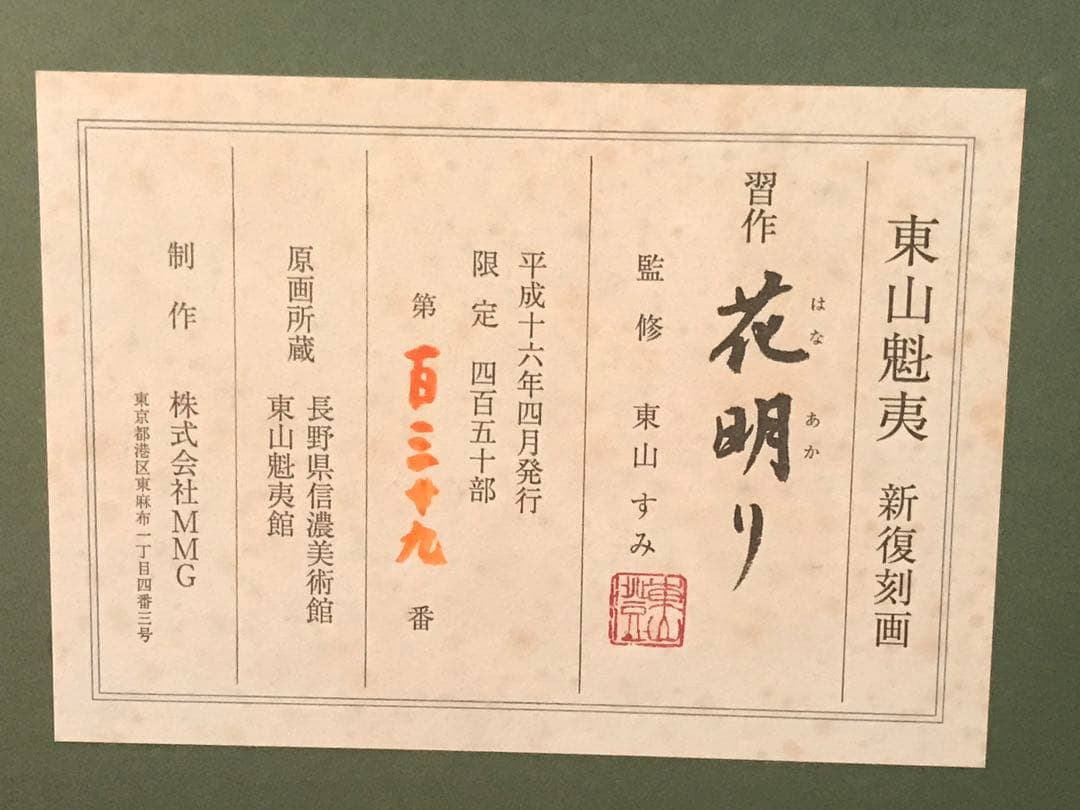 東山魁夷 新復刻画
習作 花明り
はな あか
監修 東山すみ
平成十六年四月発行
限定 四百五十部
第 百三十九 番
原画所蔵 長野県信濃美術館
東山魁夷館
制作 株式会社MMG
東京都港区東麻布一丁目四番三号